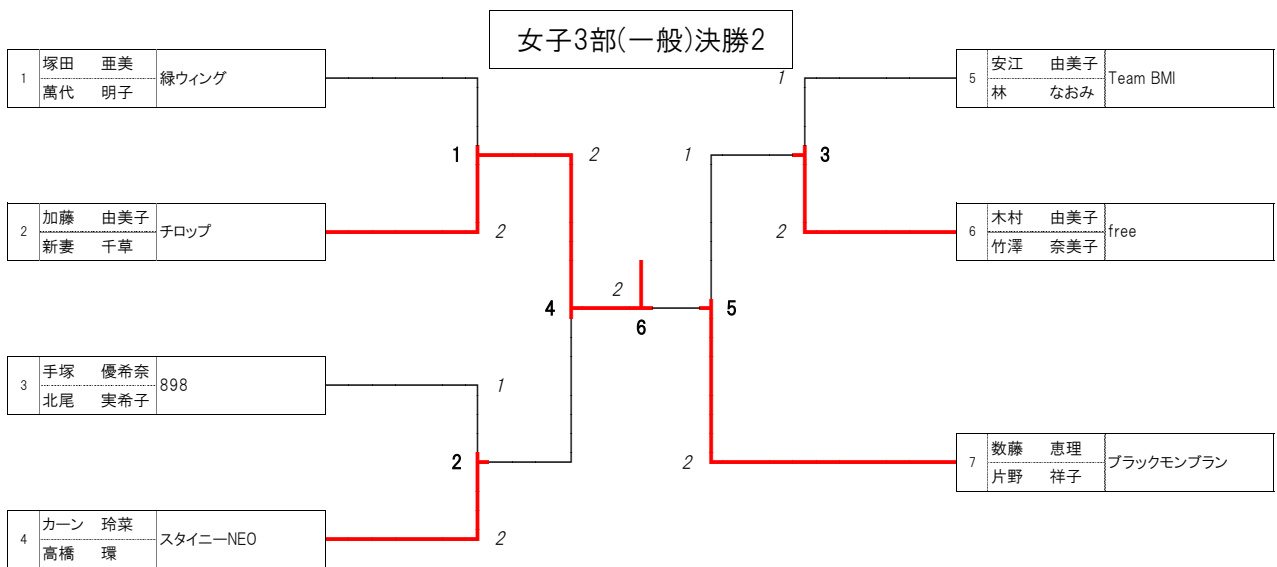 女子3部(一般)決勝2
1 塚田 亜美 緑ウィング
萬代 明子
2 加藤 由美子 チロップ
新妻 千草
3 手塚 優希奈 898
北尾 実希子
4 カーン 玲菜 スタイニーNEO
高橋 環
1
2
2
4
2
6
1
2
2
1
3
1
2
5
2
5 安江 由美子 Team BMI
林 なおみ
6 木村 由美子 free
竹澤 奈美子
7 数藤 恵理 ブラックモンブラン
片野 祥子